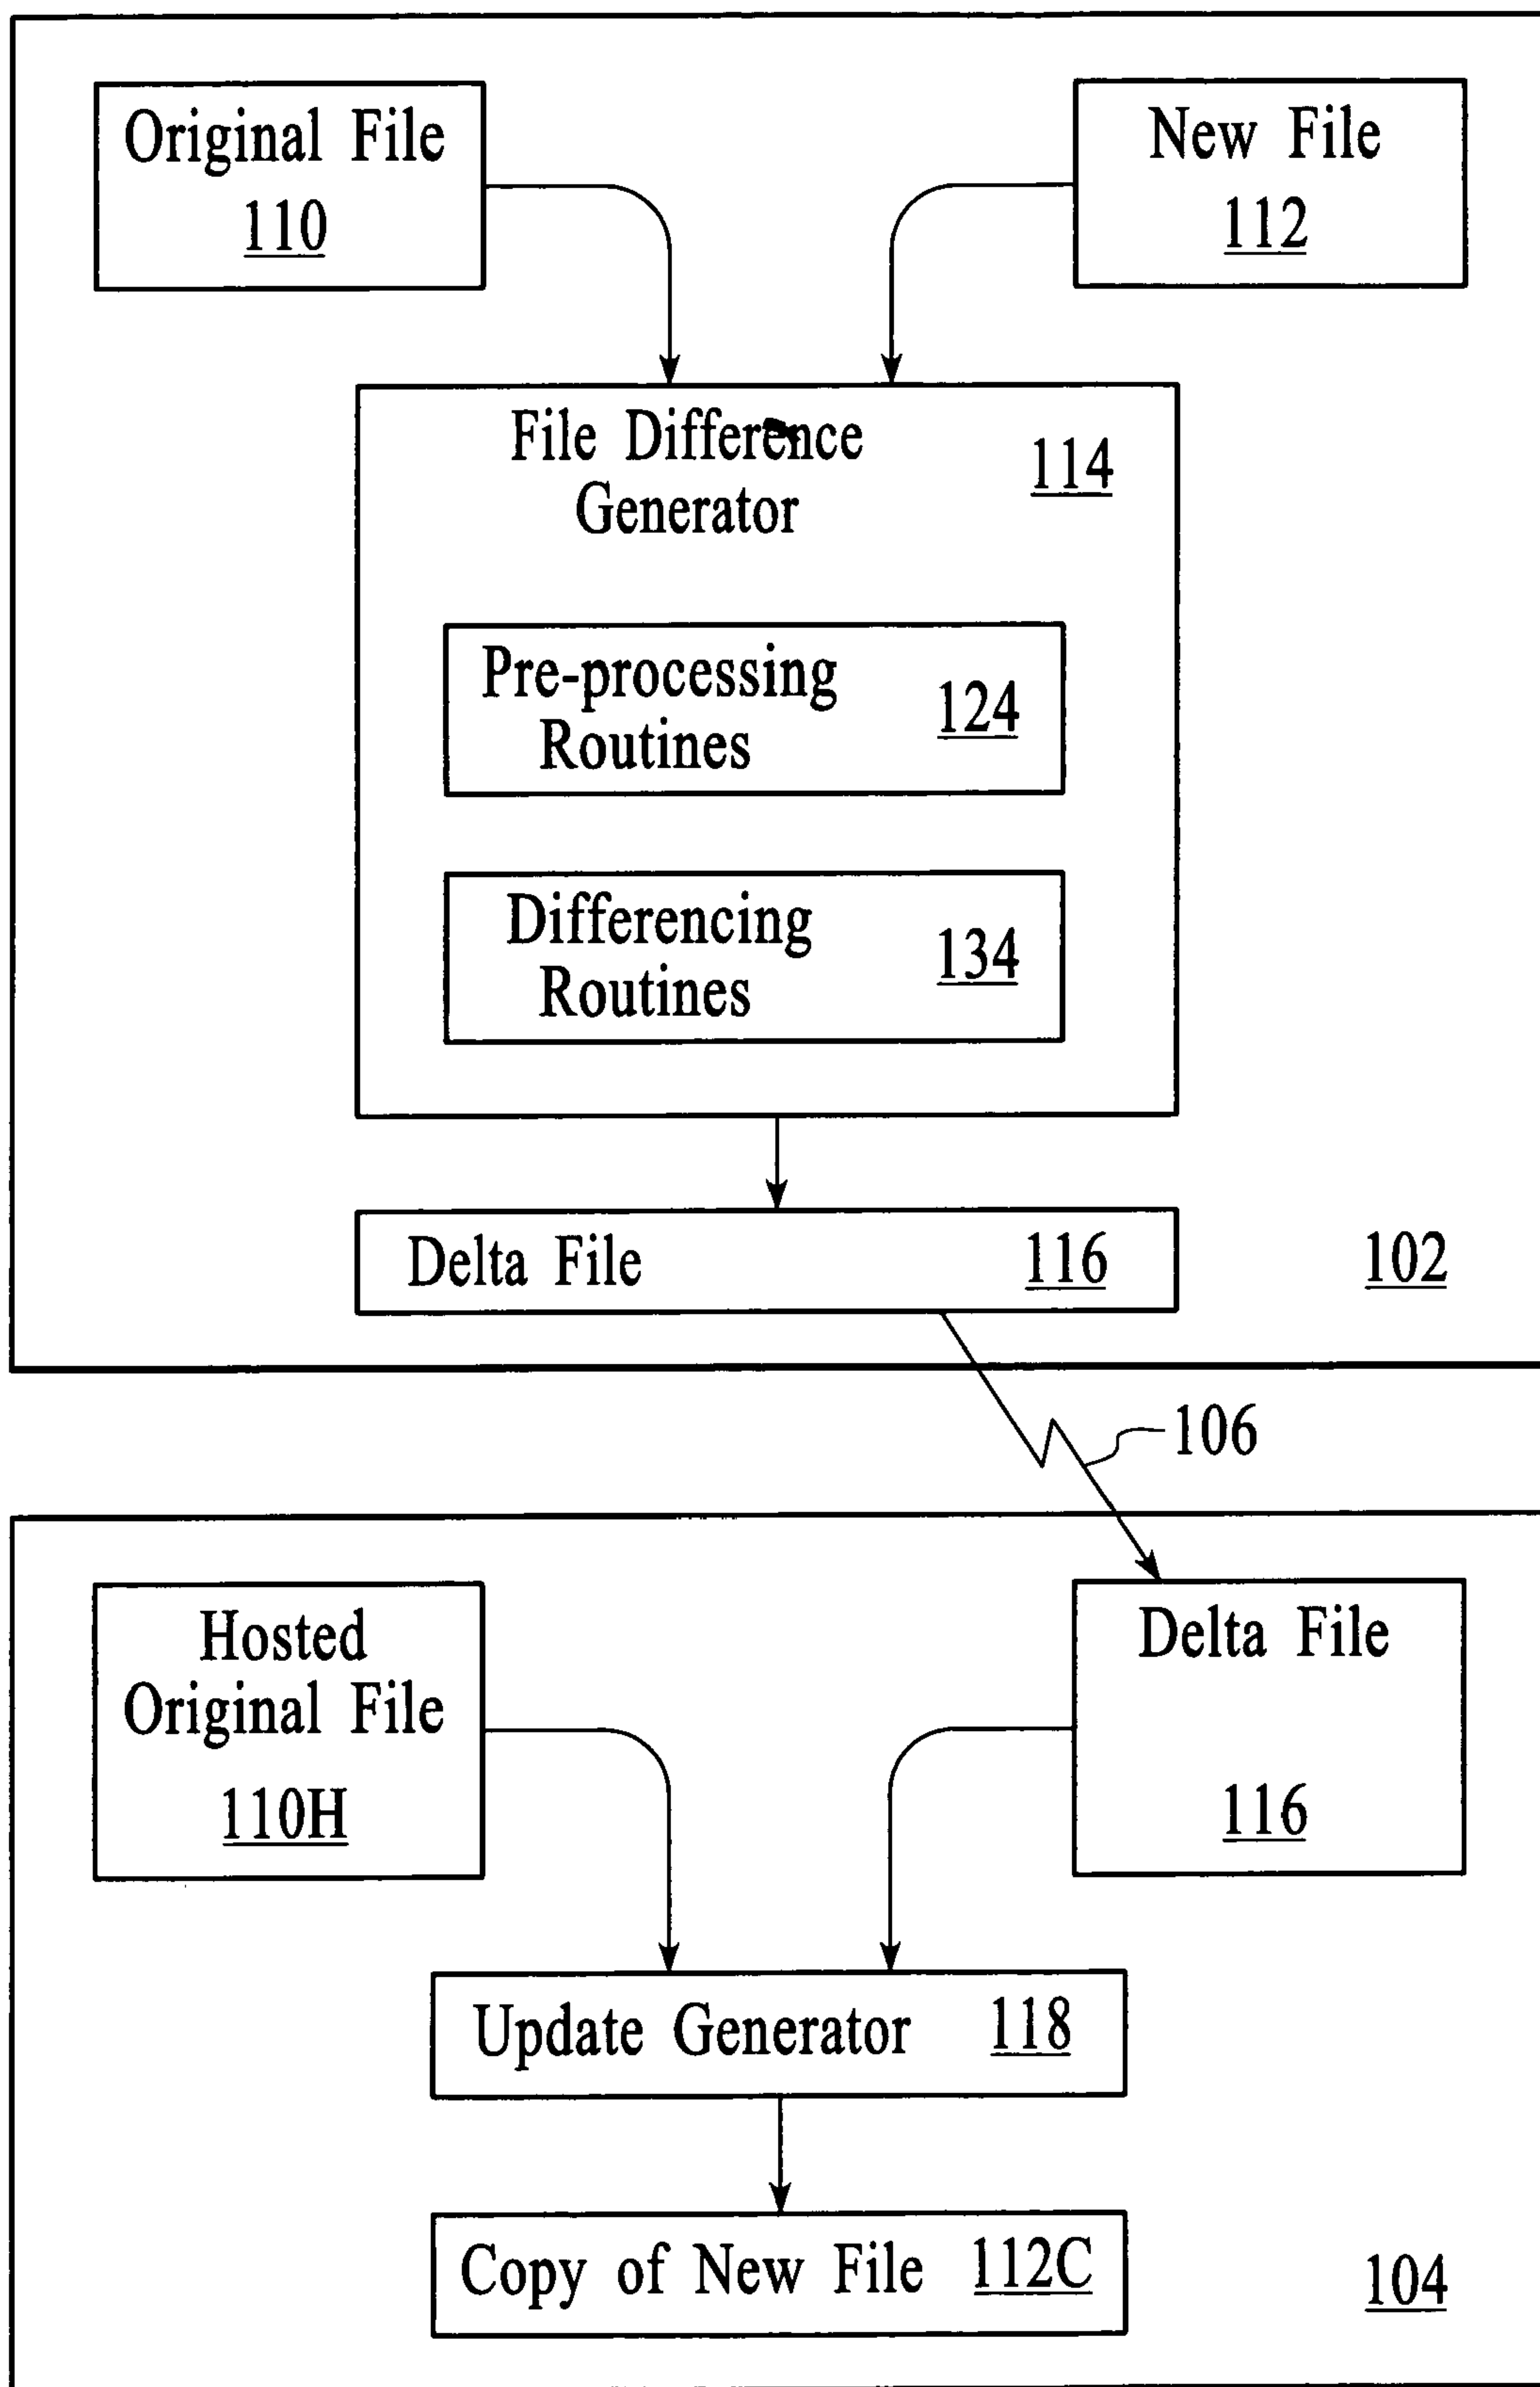 Original File
110
New File
112
File Difference
Generator
114
Pre-processing
Routines
124
Differencing
Routines
134
Delta File
116
102
106
Hosted
Original File
110H
Delta File
116
Update Generator
118
Copy of New File
112C
104